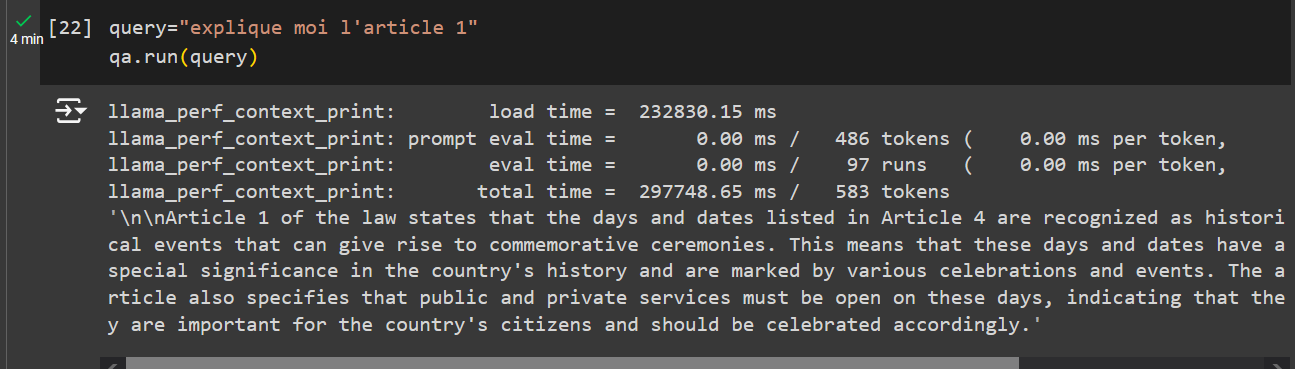 [22] query="explique moi l'article 1"
4 min
qa.run(query)
llama_perf_context_print:        load time =  232830.15 ms
llama_perf_context_print: prompt eval time =       0.00 ms /   486 tokens (    0.00 ms per token,
llama_perf_context_print:        eval time =       0.00 ms /    97 runs   (    0.00 ms per token,
llama_perf_context_print:       total time =  297748.65 ms /   583 tokens
'\n\nArticle 1 of the law states that the days and dates listed in Article 4 are recognized as histori
cal events that can give rise to commemorative ceremonies. This means that these days and dates have a
special significance in the country's history and are marked by various celebrations and events. The a
rticle also specifies that public and private services must be open on these days, indicating that the
y are important for the country's citizens and should be celebrated accordingly.'